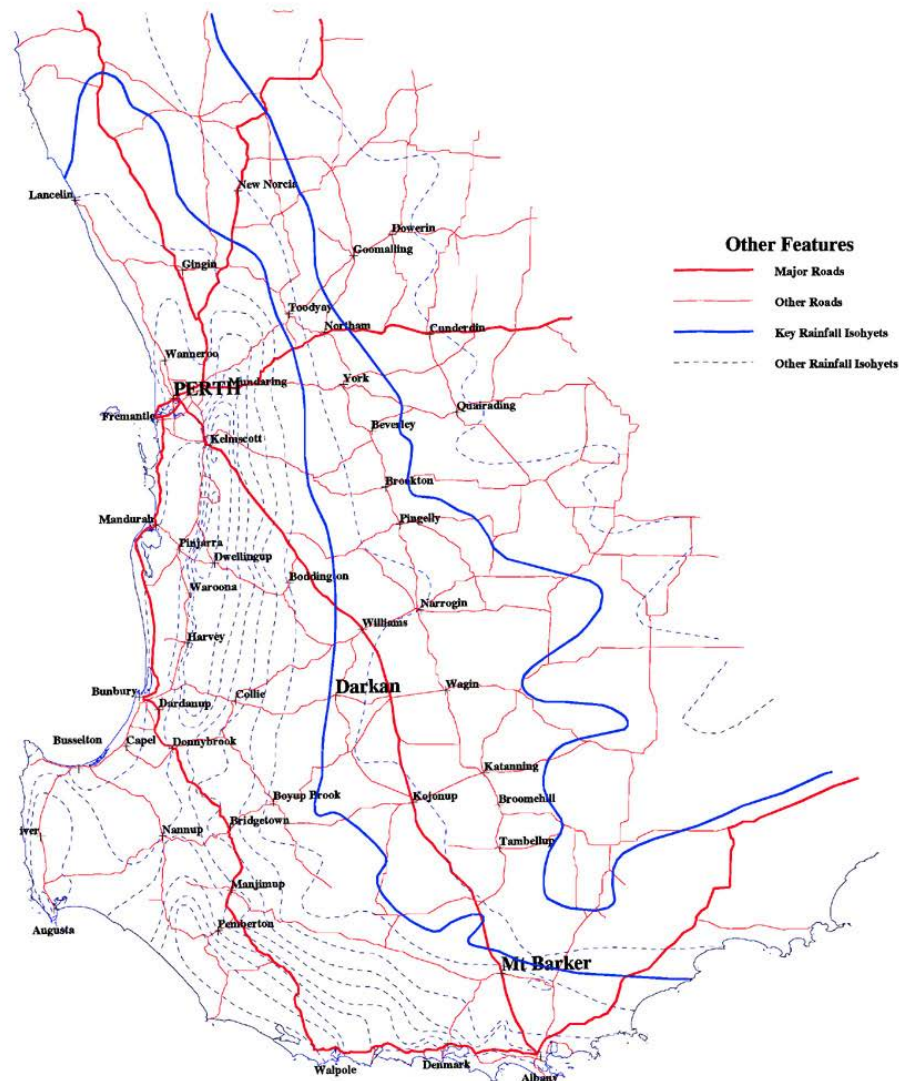 New Norcia
Lancelin
Dowerin
Goomalling
Gingin
Toodyay
Northam
Cunderdin
Wanneroo
PERTH
Mundaring
York
Quairading
Fremantle
Beverley
Kelmscott
Brookton
Mandurah
Pingelly
Pinjarra
Dwellingup
Boddington
Waroona
Narrogin
Williams
Harvey
Darkan
Wagin
Bunbury
Collie
Dardanup
Busselton
Capel
Donnybrook
Katanning
Boyup Brook
Kojonup
Broomehill
iver
Nannup
Bridgetown
Tambellup
Manjimup
Augusta
Pemberton
Mt Barker
Walpole
Denmark
Albany
Other Features
Major Roads
Other Roads
Key Rainfall Isohyets
Other Rainfall Isohyets